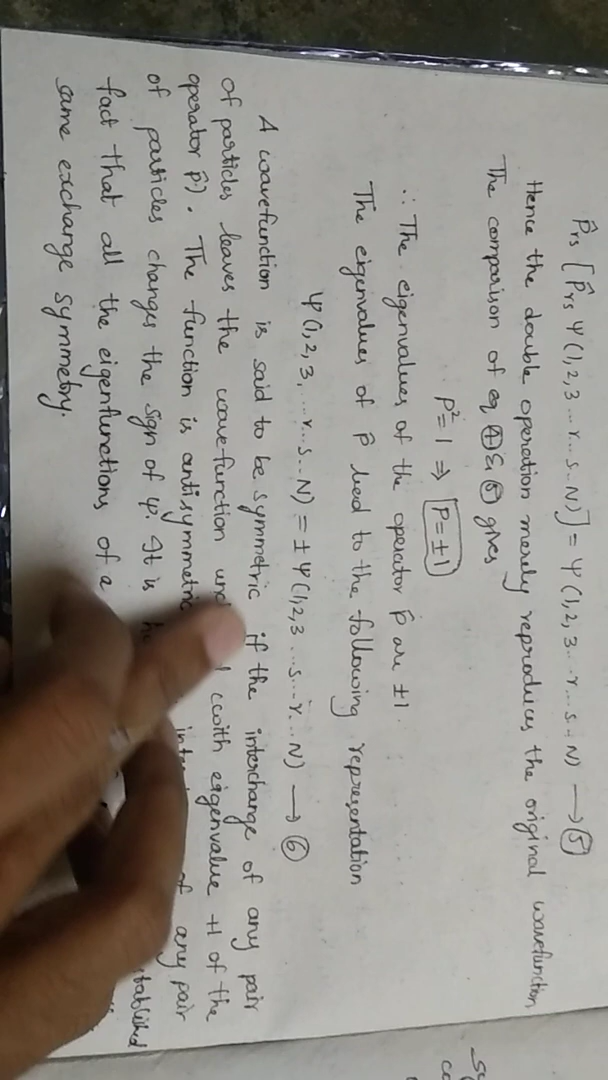 P̂rs [P̂rs Ψ(1,2,3...r...s..N)] = Ψ(1,2,3...r...s..N) → ⑤
Hence the double operation merely reproduces the original wavefunction
The comparison of eq ④ & ⑤ gives
P²=1 ⇒ P=±1
∴ The eigenvalues of the operator P̂ are ±1.
The eigenvalues of P̂ lead to the following representation
Ψ(1,2,3,...r...s..N) = ± Ψ(1,2,3...s...r...N) → ⑥
A wavefunction is said to be symmetric if the interchange of any pair
of particles leaves the wavefunction (with eigenvalue +1 of the
operator P̂). The function is antisymmetric of any pair
of particles changes the sign of Ψ. It is
fact that all the eigenfunctions of a
same exchange symmetry.